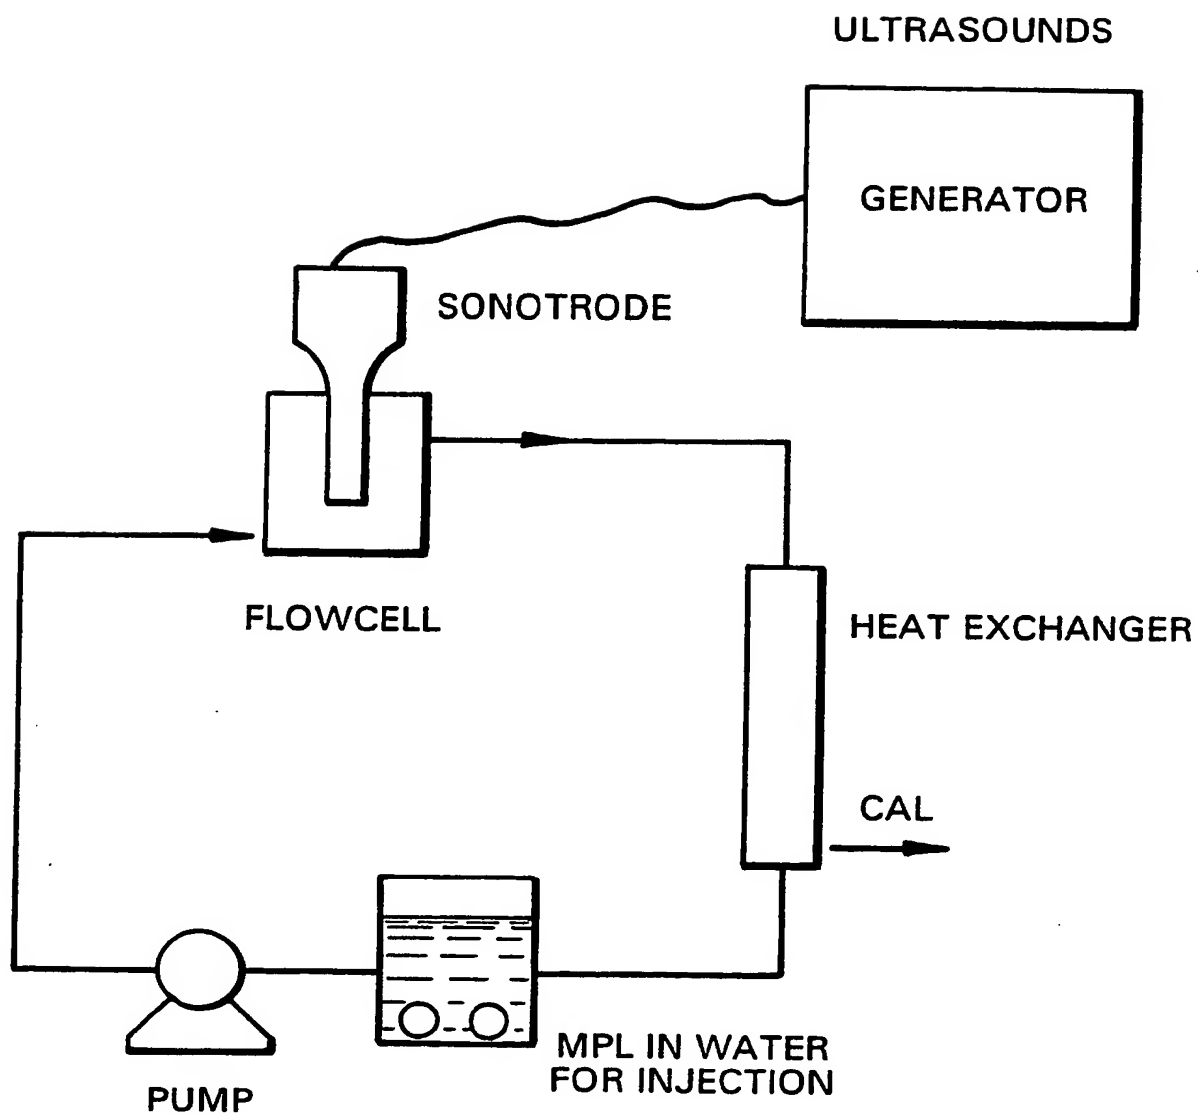 ULTRASOUNDS
GENERATOR
SONOTRODE
FLOWCELL
HEAT EXCHANGER
CAL
MPL IN WATER
FOR INJECTION
PUMP